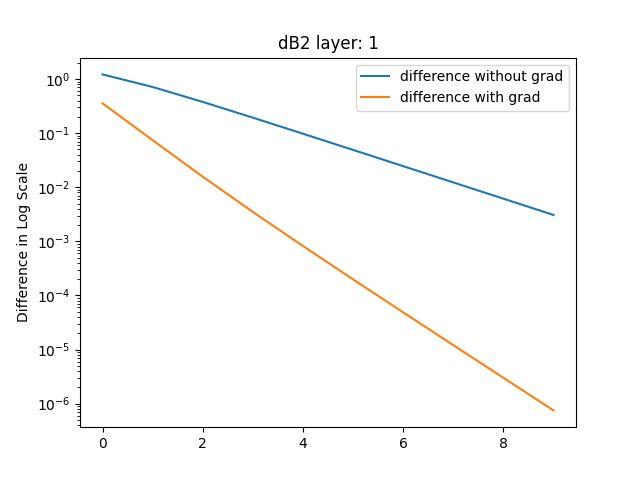 dB2 layer: 1
difference without grad
difference with grad
Difference in Log Scale
10⁰
10⁻¹
10⁻²
10⁻³
10⁻⁴
10⁻⁵
10⁻⁶
0 2 4 6 8